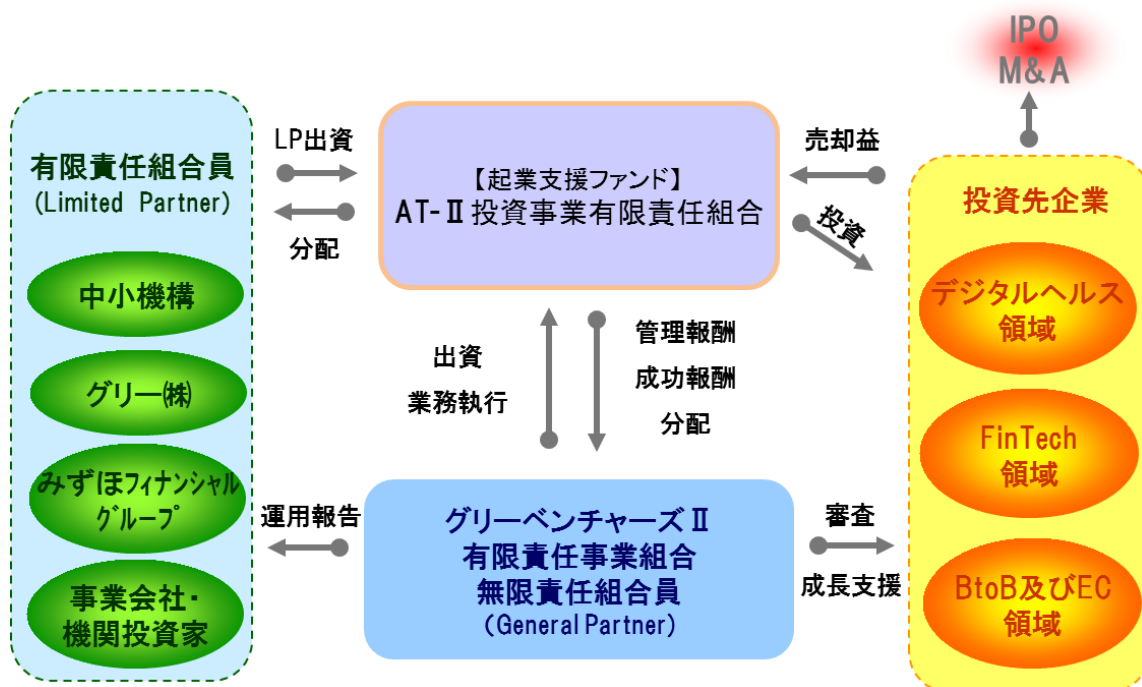 IPO
M&A
有限責任組合員
(Limited Partner)
中小機構
グリー㈱
みずほﾌｨﾅﾝｼｬﾙ
ｸﾞﾙｰﾌﾟ
事業会社・
機関投資家
LP出資
分配
【起業支援ファンド】
AT-Ⅱ投資事業有限責任組合
売却益
投資
出資
業務執行
管理報酬
成功報酬
分配
運用報告
グリーベンチャーズⅡ
有限責任事業組合
無限責任組合員
(General Partner)
審査
成長支援
投資先企業
デジタルヘルス
領域
FinTech
領域
BtoB及びEC
領域